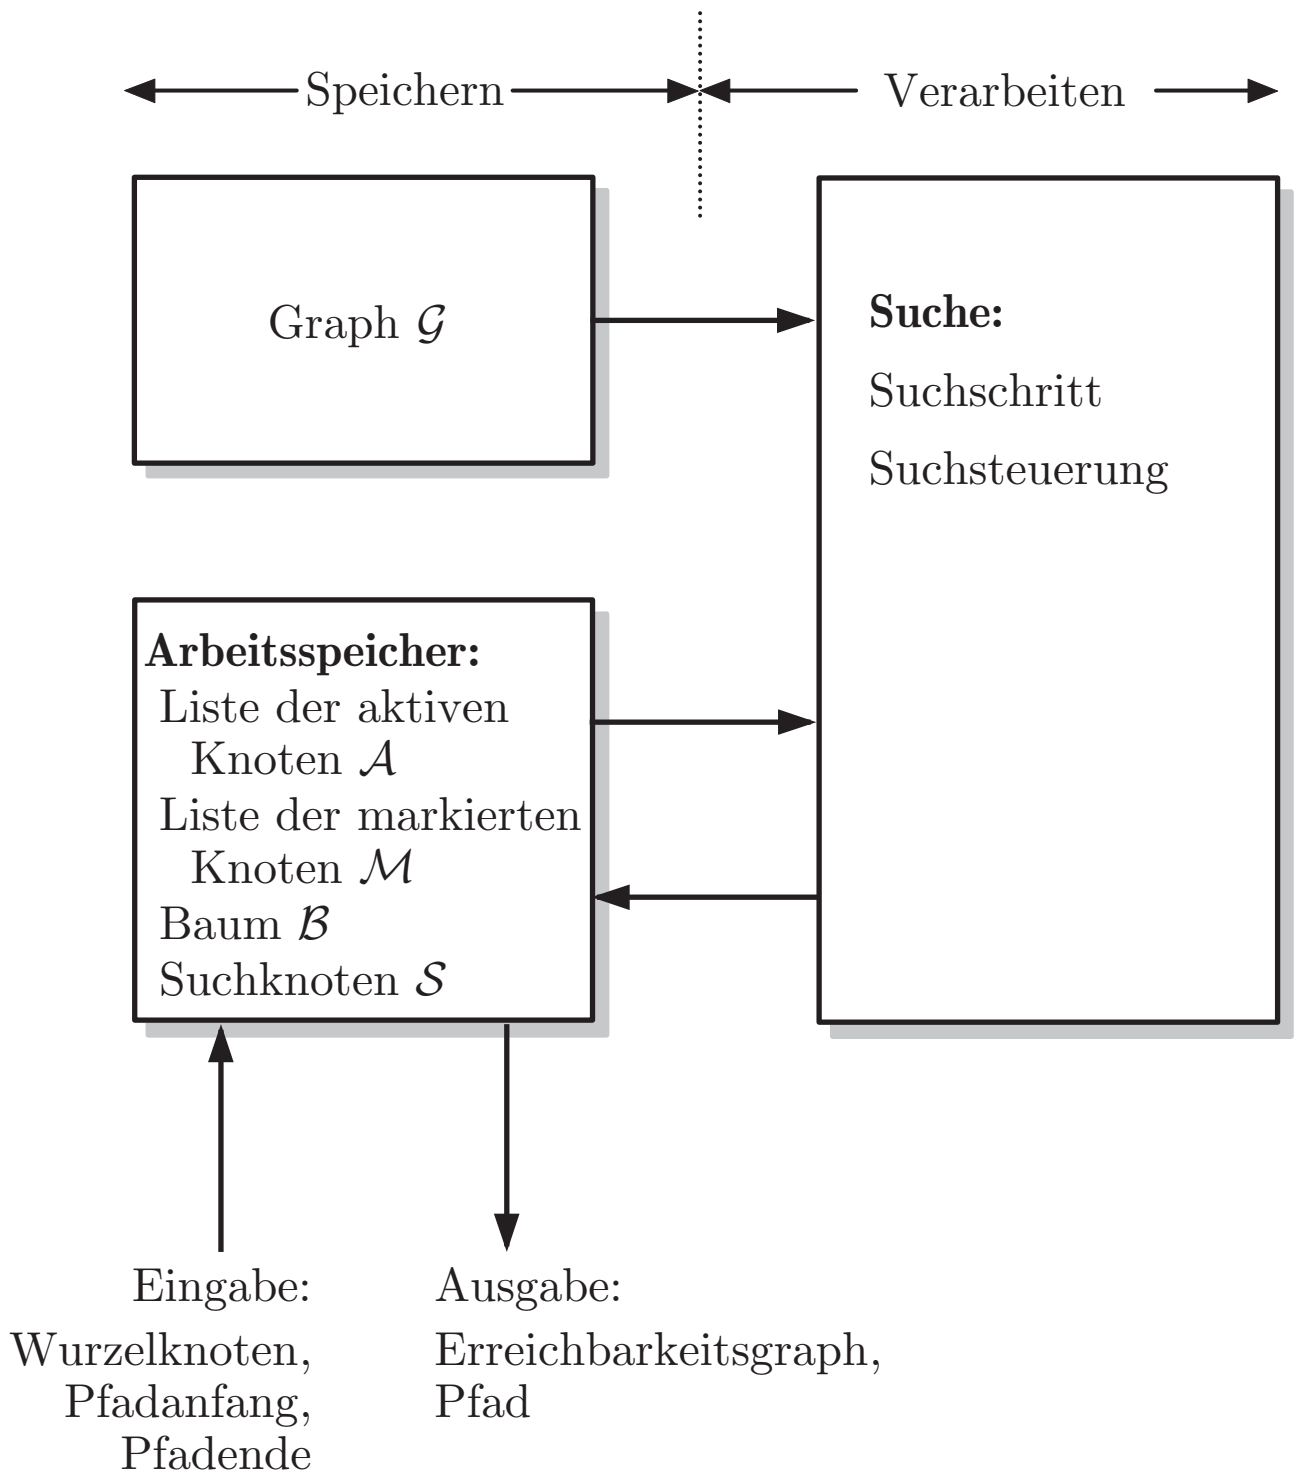 Speichern
Verarbeiten
Graph 𝒢
Suche:
Suchschritt
Suchsteuerung
Arbeitsspeicher:
Liste der aktiven
Knoten 𝒜
Liste der markierten
Knoten ℳ
Baum ℬ
Suchknoten 𝒮
Eingabe:
Wurzelknoten,
Pfadanfang,
Pfadende
Ausgabe:
Erreichbarkeitsgraph,
Pfad